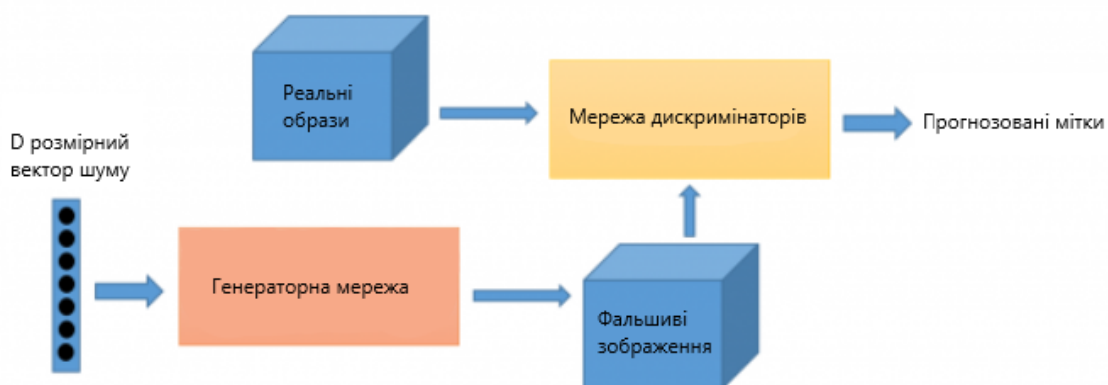 Реальні
образи
Мережа дискримінаторів
Прогнозовані мітки
D розмірний
вектор шуму
Генераторна мережа
Фальшиві
зображення